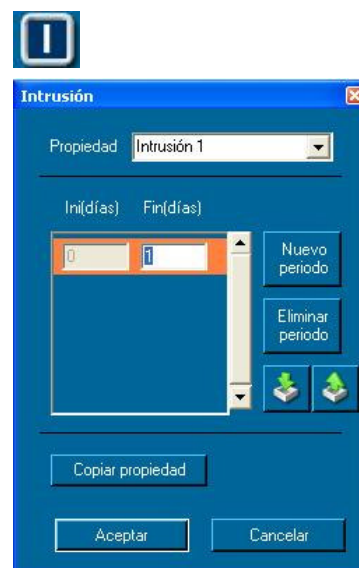 I
Intrusión
Propiedad Intrusión 1
Ini(días) Fin(días)
0 1
Nuevo periodo
Eliminar periodo
Copiar propiedad
Aceptar Cancelar